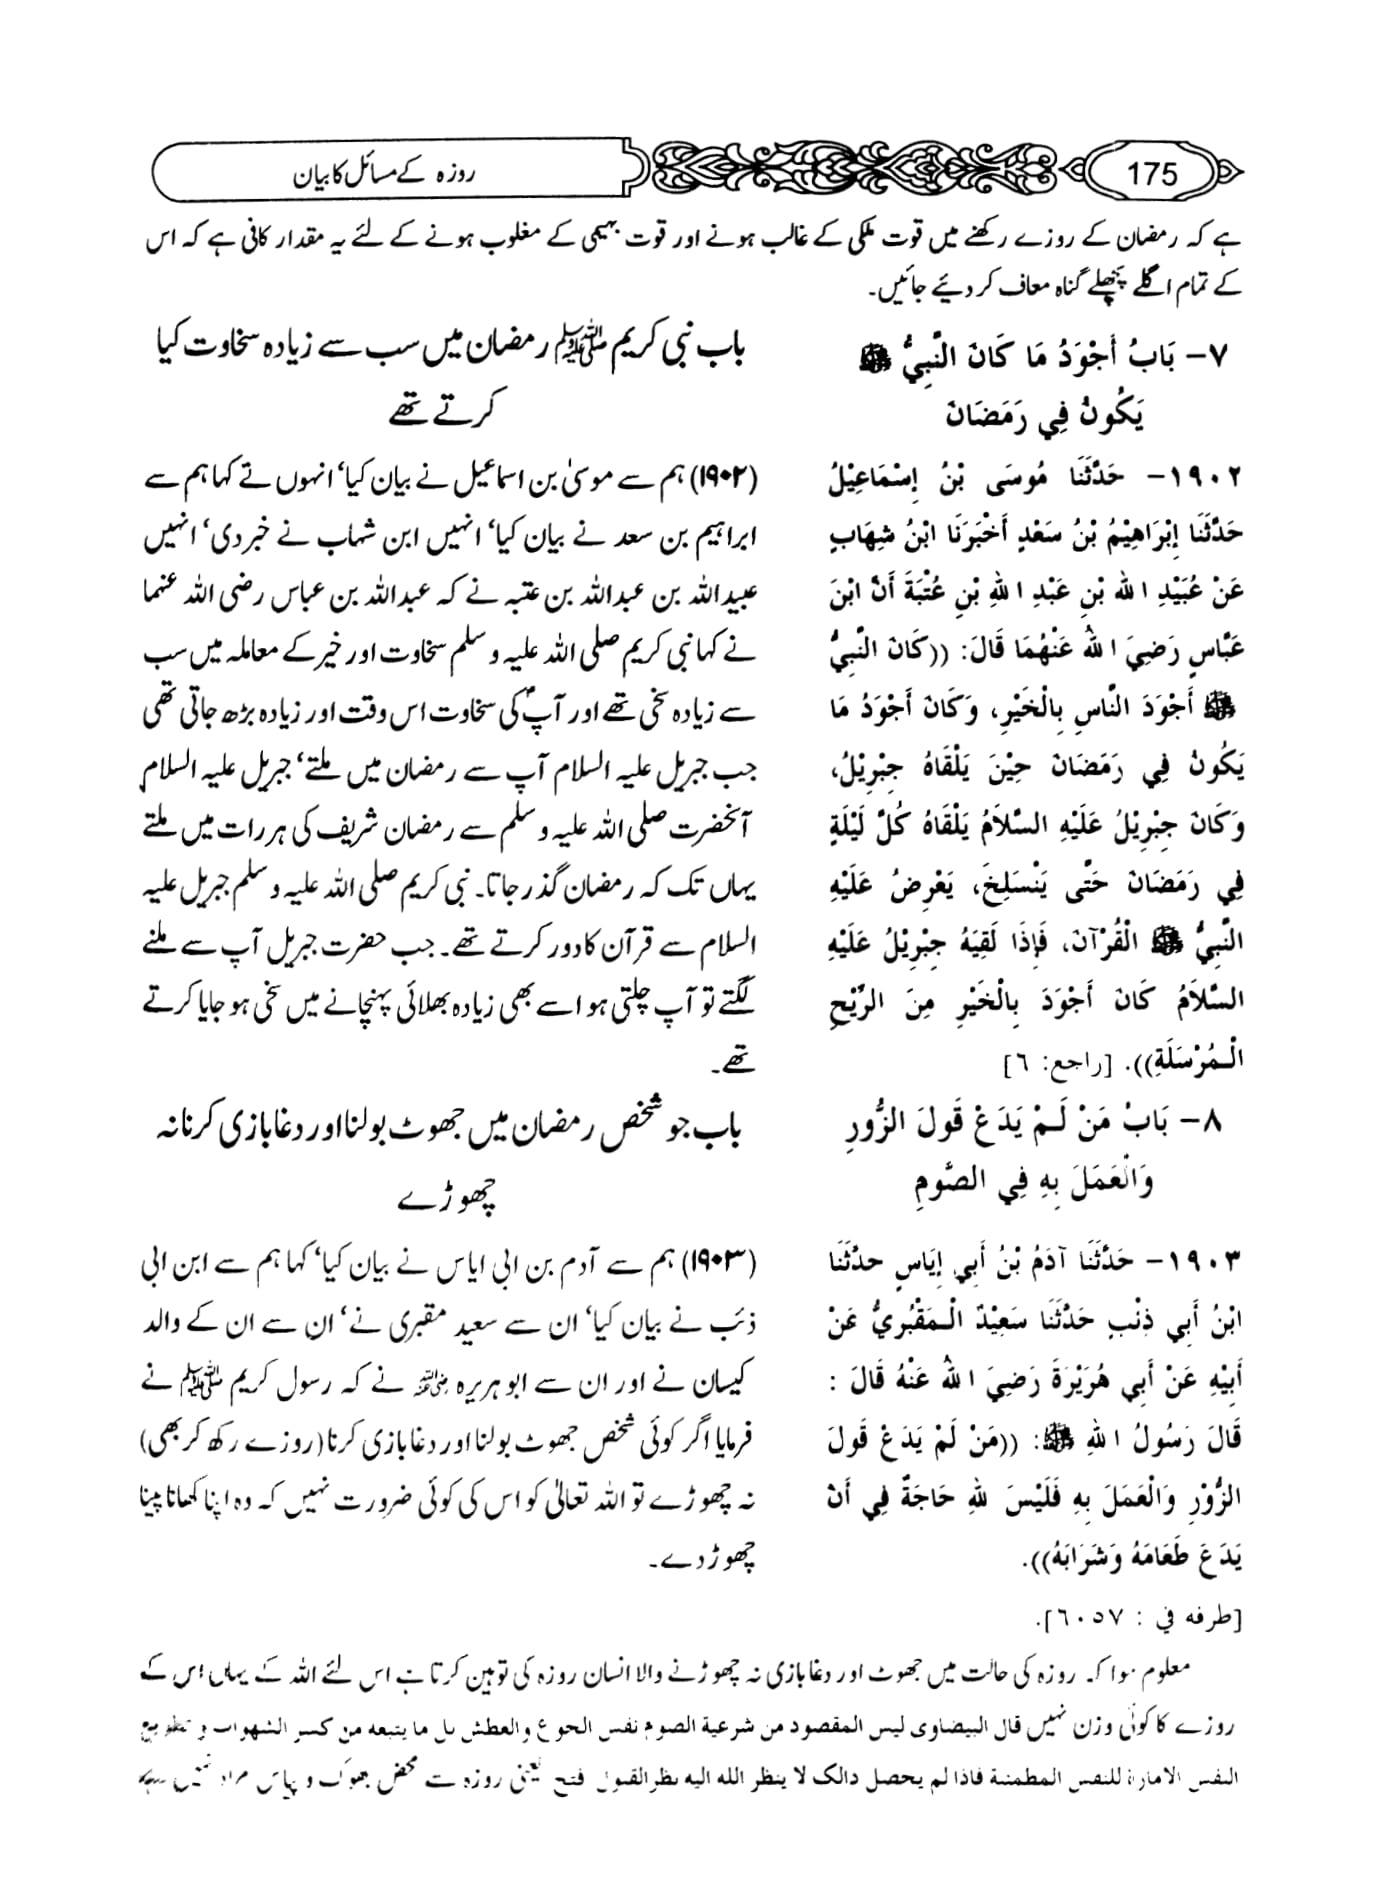 175
روزہ کے مسائل کا بیان
ہے کہ رمضان کے روزے رکھنے میں قوت ملکی کے غالب ہونے اور قوت بہیمی کے مغلوب ہونے کے لئے یہ مقدار کافی ہے کہ اس
کے تمام اگلے پچھلے گناہ معاف کر دیئے جائیں۔
٧- بَابُ أَجْوَدُ مَا كَانَ النَّبِيُّ ﷺ
يَكُونُ فِي رَمَضَانَ
١٩٠٢- حَدَّثَنَا مُوسَى بْنُ إِسْمَاعِيْلَ
حَدَّثَنَا إِبْرَاهِيْمُ بْنُ سَعْدٍ أَخْبَرَنَا ابْنُ شِهَابٍ
عَنْ عُبَيْدِ اللهِ بْنِ عَبْدِ اللهِ بْنِ عُتْبَةَ أَنَّ ابْنَ
عَبَّاسٍ رَضِيَ اللهُ عَنْهُمَا قَالَ: ((كَانَ النَّبِيُّ
ﷺ أَجْوَدَ النَّاسِ بِالْخَيْرِ، وَكَانَ أَجْوَدُ مَا
يَكُونُ فِي رَمَضَانَ حِيْنَ يَلْقَاهُ جِبْرِيْلُ،
وَكَانَ جِبْرِيْلُ عَلَيْهِ السَّلاَمُ يَلْقَاهُ كُلَّ لَيْلَةٍ
فِي رَمَضَانَ حَتَّى يَنْسَلِخَ، يَعْرِضُ عَلَيْهِ
النَّبِيُّ ﷺ الْقُرْآنَ، فَإِذَا لَقِيَهُ جِبْرِيْلُ عَلَيْهِ
السَّلاَمُ كَانَ أَجْوَدَ بِالْخَيْرِ مِنَ الرِّيْحِ
الْمُرْسَلَةِ)). [راجع: ٦]
٨- بَابُ مَنْ لَمْ يَدَعْ قَولَ الزُّورِ
وَالْعَمَلَ بِهِ فِي الصَّومِ
١٩٠٣- حَدَّثَنَا آدَمُ بْنُ أَبِي إِيَاسٍ حدَّثَنَا
ابْنُ أَبِي ذِئْبٍ حَدَّثَنَا سَعِيْدٌ الْمَقْبُرِيُّ عَنْ
أَبِيْهِ عَنْ أَبِي هُرَيْرَةَ رَضِيَ اللهُ عَنْهُ قَالَ :
قَالَ رَسُولُ اللهِ ﷺ: ((مَنْ لَمْ يَدَعْ قَولَ
الزُّوْرِ وَالْعَمَلَ بِهِ فَلَيْسَ للهِ حَاجَةٌ فِي أَنْ
يَدَعَ طَعَامَهُ وَشَرَابَهُ)).
[طرفه في : ٦٠٥٧].
باب نبی کریم ﷺ رمضان میں سب سے زیادہ سخاوت کیا
کرتے تھے
(۱۹۰۲) ہم سے موسیٰ بن اسماعیل نے بیان کیا‘ انہوں نے کہا ہم سے
ابراہیم بن سعد نے بیان کیا‘ انہیں ابن شہاب نے خبر دی‘ انہیں
عبیداللہ بن عبداللہ بن عتبہ نے کہ عبداللہ بن عباس رضی اللہ عنہما
نے کہا نبی کریم صلی اللہ علیہ و سلم سخاوت اور خیر کے معاملہ میں سب
سے زیادہ سخی تھے اور آپؐ کی سخاوت اس وقت اور زیادہ بڑھ جاتی تھی
جب جبریل علیہ السلام آپ سے رمضان میں ملتے‘ جبریل علیہ السلام
آنحضرت صلی اللہ علیہ و سلم سے رمضان شریف کی ہر رات میں ملتے
یہاں تک کہ رمضان گذر جاتا۔ نبی کریم صلی اللہ علیہ و سلم جبریل علیہ
السلام سے قرآن کا دور کرتے تھے۔ جب حضرت جبریل آپ سے ملنے
لگتے تو آپ چلتی ہوا سے بھی زیادہ بھلائی پہنچانے میں سخی ہو جایا کرتے
تھے۔
باب جو شخص رمضان میں جھوٹ بولنا اور دغابازی کرنا نہ
چھوڑے
(۱۹۰۳) ہم سے آدم بن ابی ایاس نے بیان کیا‘ کہا ہم سے ابن ابی
ذئب نے بیان کیا‘ ان سے سعید مقبری نے‘ ان سے ان کے والد
کیسان نے اور ان سے ابو ہریرہ رضی اللہ عنہ نے کہ رسول کریم ﷺ نے
فرمایا اگر کوئی شخص جھوٹ بولنا اور دغابازی کرنا (روزے رکھ کر بھی)
نہ چھوڑے تو اللہ تعالیٰ کو اس کی کوئی ضرورت نہیں کہ وہ اپنا کھانا پینا
چھوڑ دے۔
معلوم ہوا کہ روزہ کی حالت میں جھوٹ اور دغابازی نہ چھوڑنے والا انسان روزہ کی توہین کرتا ہے اس لئے اللہ کے یہاں اس کے
روزے کا کوئی وزن نہیں قال البیضاوی لیس المقصود من شرعیة الصوم نفس الجوع والعطش بل ما یتبعه من کسر الشهوات و تطویع
النفس الامارة للنفس المطمئنة فاذا لم یحصل ذالک لا ینظر الله الیه نظر القبول فتح یعنی روزہ سے محض بھوک و پیاس مراد نہیں